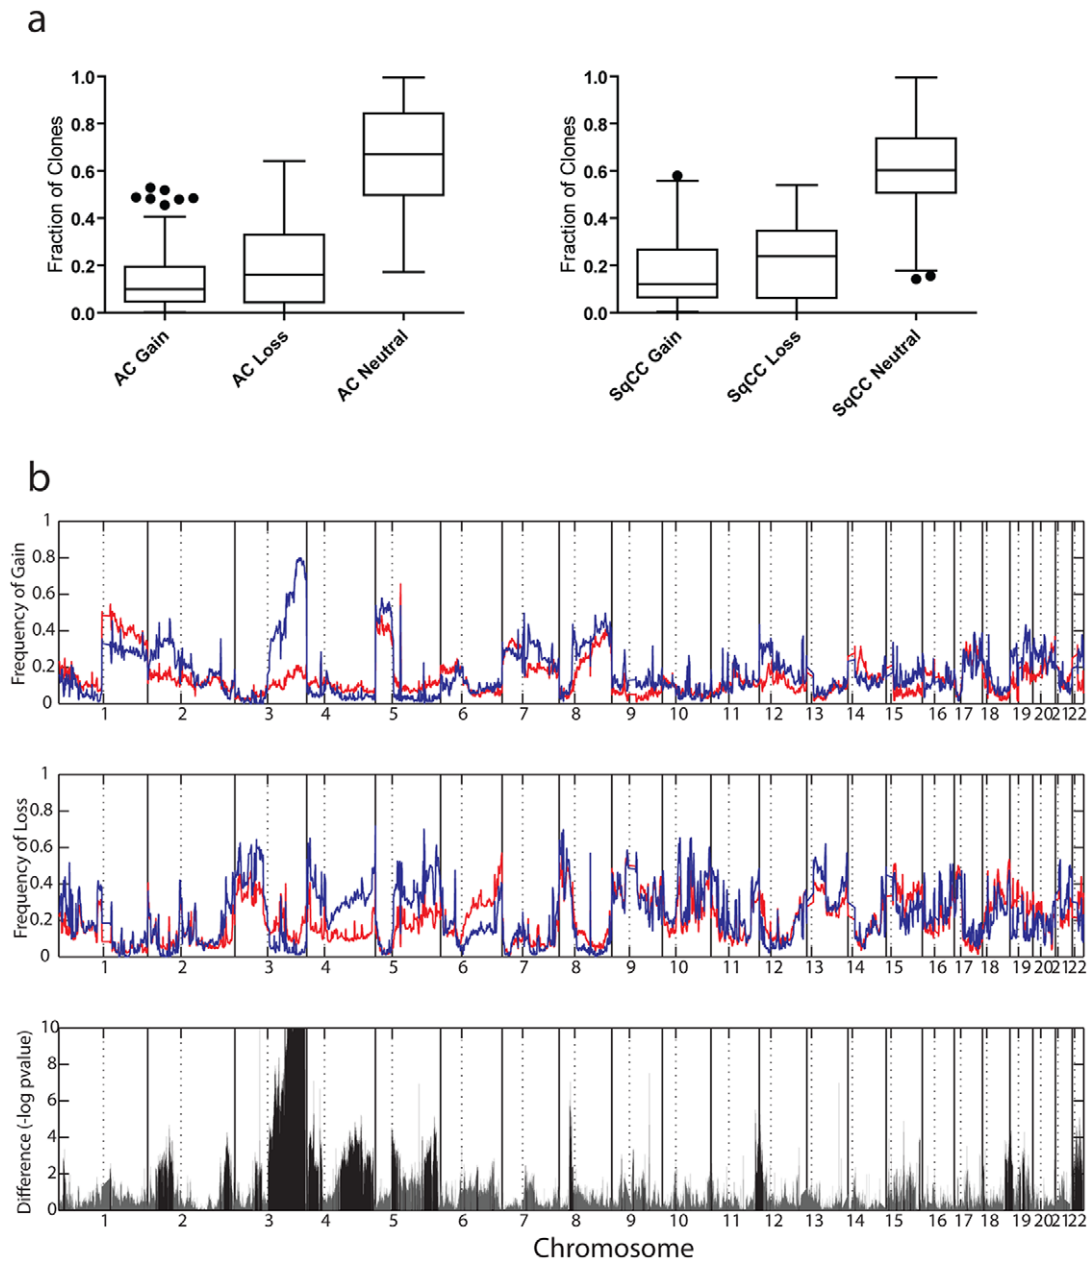 a
1.0
0.8
0.6
0.4
0.2
0.0
Fraction of Clones
AC Gain
AC Loss
AC Neutral
1.0
0.8
0.6
0.4
0.2
0.0
Fraction of Clones
SqCC Gain
SqCC Loss
SqCC Neutral
b
1
0.8
0.6
0.4
0.2
0
Frequency of Gain
1 2 3 4 5 6 7 8 9 10 11 12 13 14 15 16 17 18 19 20 21 22
1
0.8
0.6
0.4
0.2
0
Frequency of Loss
1 2 3 4 5 6 7 8 9 10 11 12 13 14 15 16 17 18 19 20 21 22
10
8
6
4
2
0
Difference (-log pvalue)
1 2 3 4 5 6 7 8 9 10 11 12 13 14 15 16 17 18 19 20 21 22
Chromosome